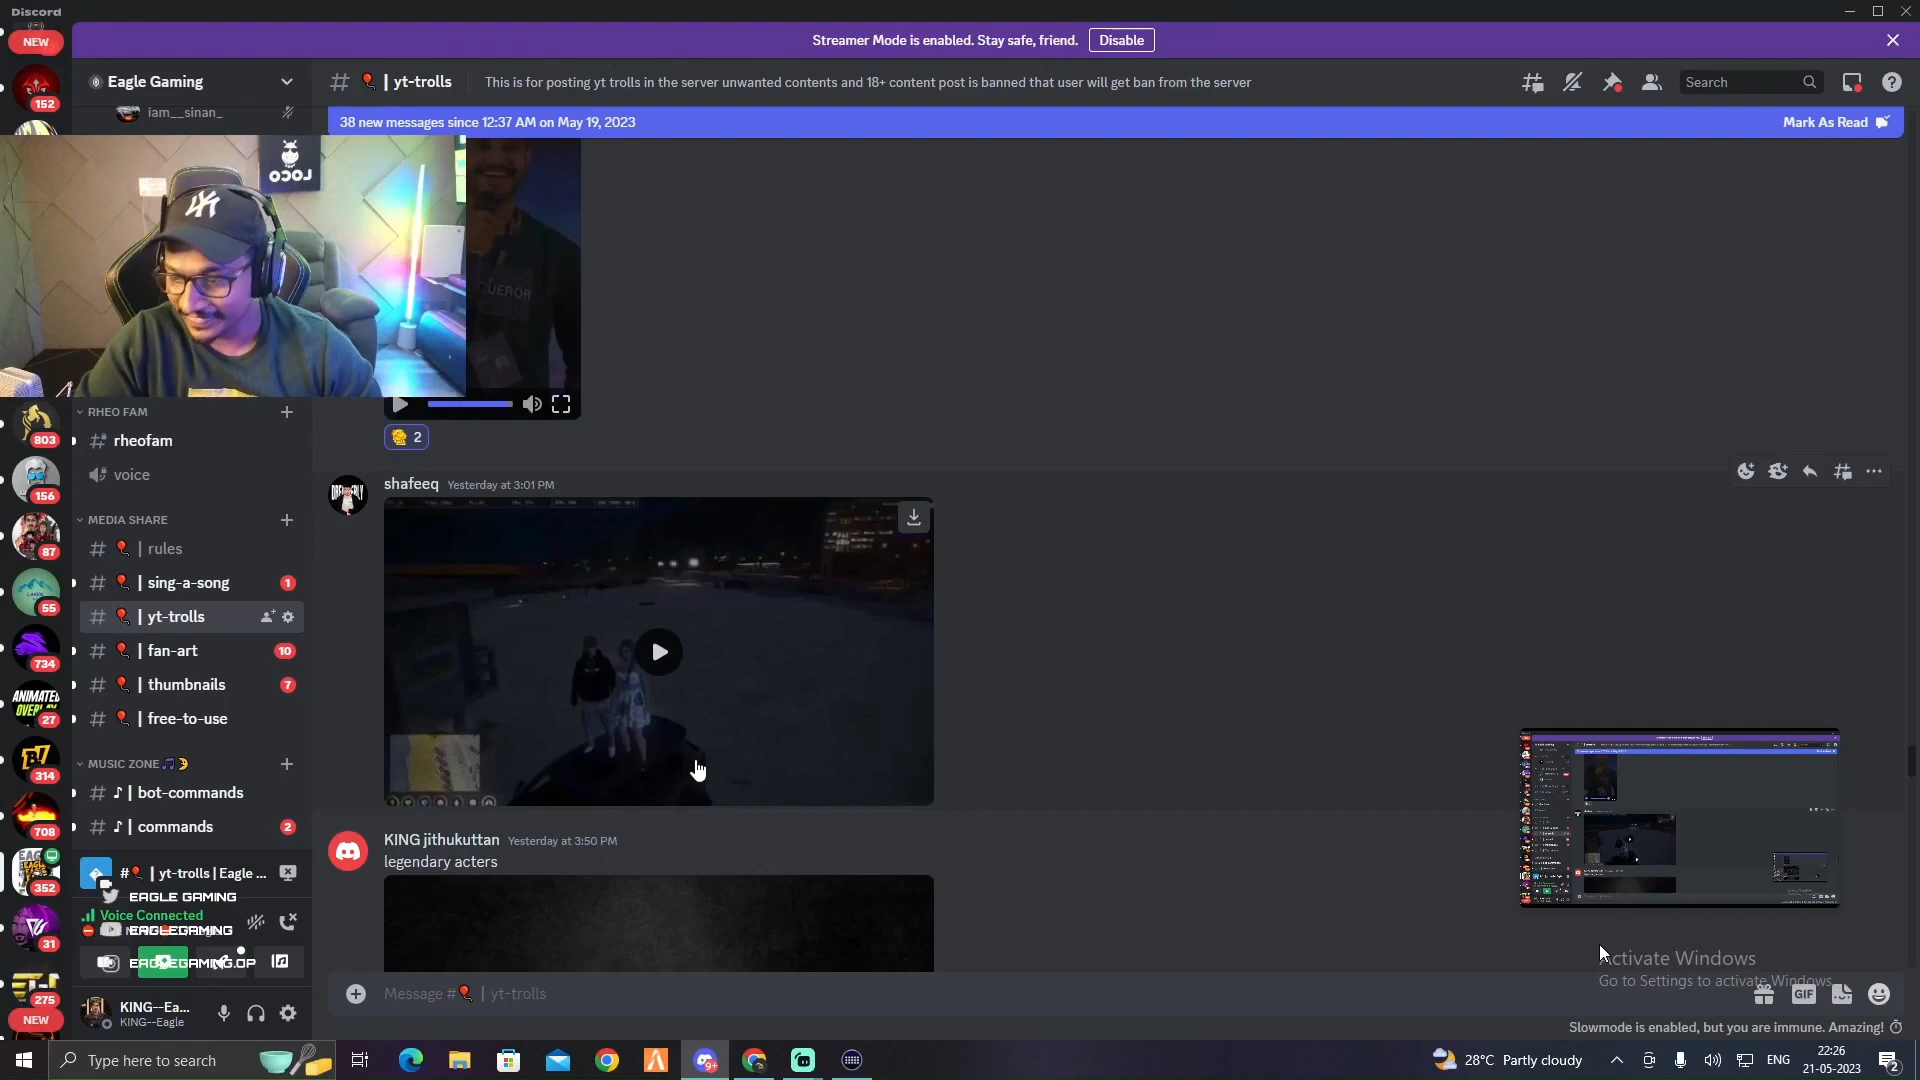 Discord
NEW
Streamer Mode is enabled. Stay safe, friend.
Disable
Eagle Gaming
yt-trolls
This is for posting yt trolls in the server unwanted contents and 18+ content post is banned that user will get ban from the server
Search
152
iam__sinan_
38 new messages since 12:37 AM on May 19, 2023
Mark As Read
LOCO
UEROR
RHEO FAM
803
rheofam
2
156
voice
shafeeq Yesterday at 3:01 PM
MEDIA SHARE
87
rules
sing-a-song 1
55
yt-trolls
fan-art 10
734
thumbnails 7
27
free-to-use
314
MUSIC ZONE
bot-commands
708
commands 2
KING jithukuttan Yesterday at 3:50 PM
legendary acters
yt-trolls | Eagle ...
352
EAGLE GAMING
Voice Connected
EAGLEGAMING
31
EAGLEGAMING.OP
Activate Windows
Go to Settings to activate Windows.
Message # | yt-trolls
GIF
275
KING--Ea...
KING--Eagle
NEW
Slowmode is enabled, but you are immune. Amazing!
Type here to search
9+
28°C Partly cloudy
ENG
22:26
21-05-2023
2